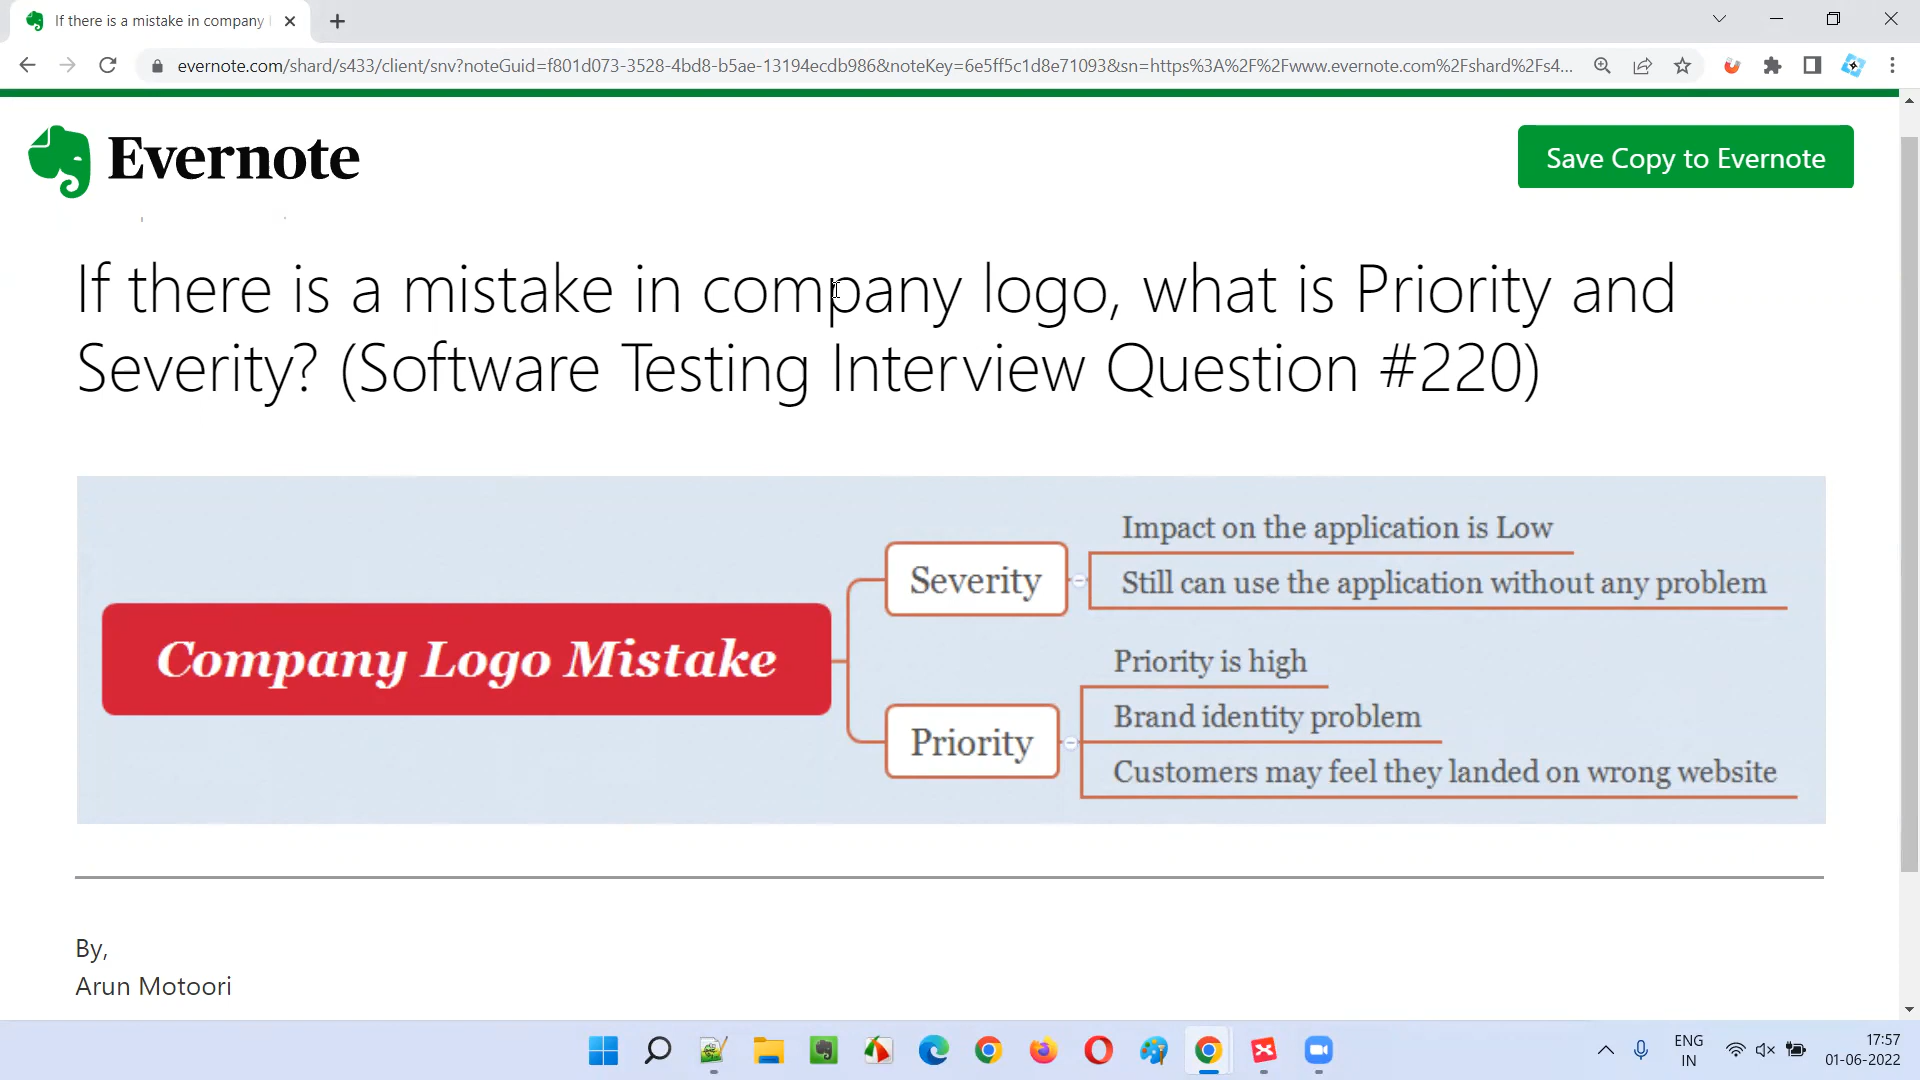 If there is a mistake in company l
evernote.com/shard/s433/client/snv?noteGuid=f801d073-3528-4bd8-b5ae-13194ecdb986&noteKey=6e5ff5c1d8e71093&sn=https%3A%2F%2Fwww.evernote.com%2Fshard%2Fs4...
Evernote
Save Copy to Evernote
If there is a mistake in company logo, what is Priority and
Severity? (Software Testing Interview Question #220)
Impact on the application is Low
Severity
Still can use the application without any problem
Company Logo Mistake
Priority is high
Brand identity problem
Priority
Customers may feel they landed on wrong website
By,
Arun Motoori
ENG
IN
17:57
01-06-2022